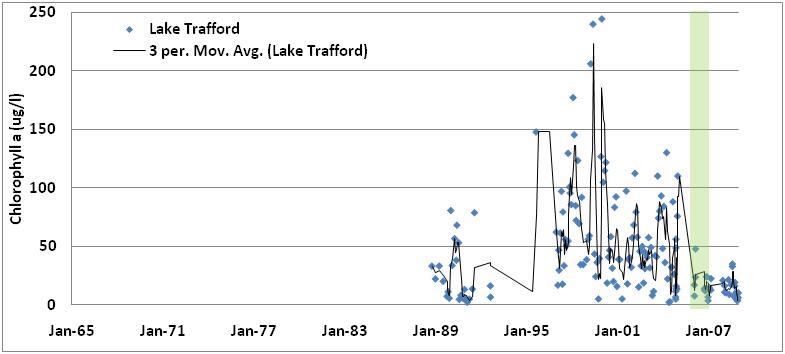 250
200
150
100
50
0
Chlorophyll a (ug/l)
Lake Trafford
3 per. Mov. Avg. (Lake Trafford)
Jan-65 Jan-71 Jan-77 Jan-83 Jan-89 Jan-95 Jan-01 Jan-07